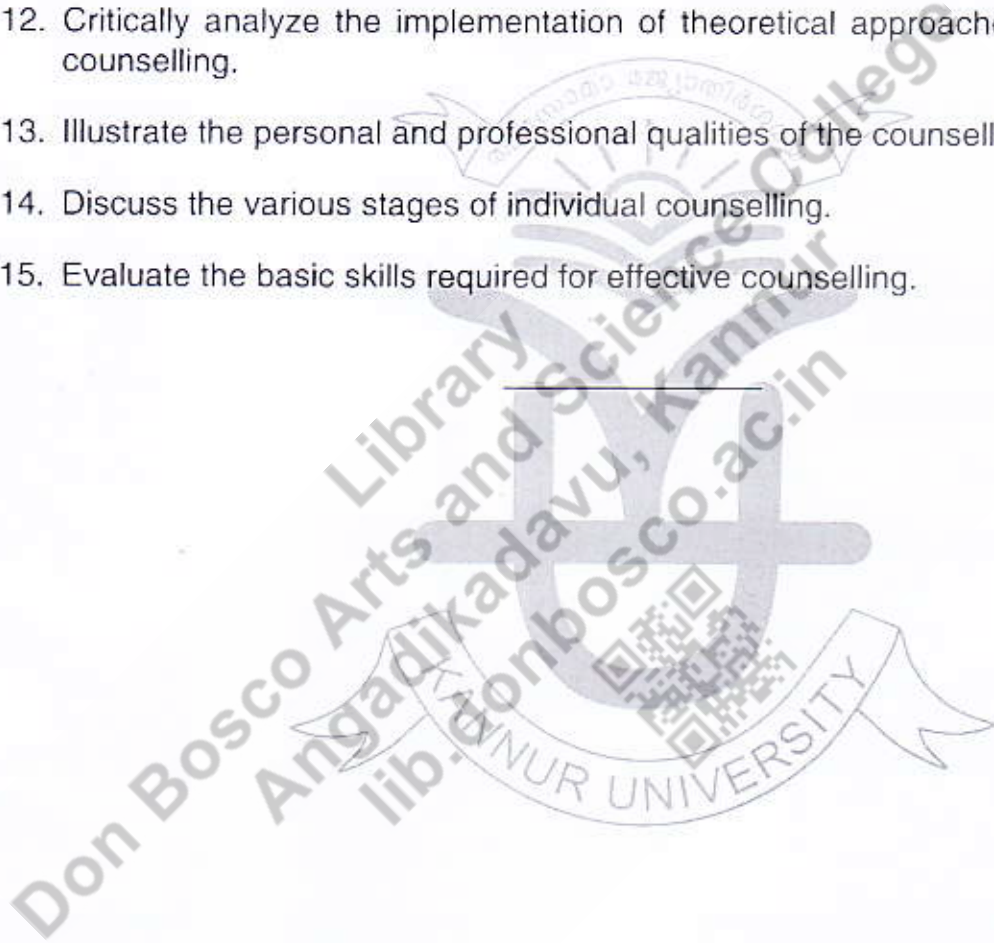 12. Critically analyze the implementation of theoretical
counselling.
13. Illustrate the personal and professional qualities of the
14. Discuss the various stages of individual counselling.
15. Evaluate the basic skills required for effective counselling.
Library
Don Bosco Arts and Science College
Angadikadavu, Kannur
lib.donbosco.ac.in
KANNUR UNIVERSITY